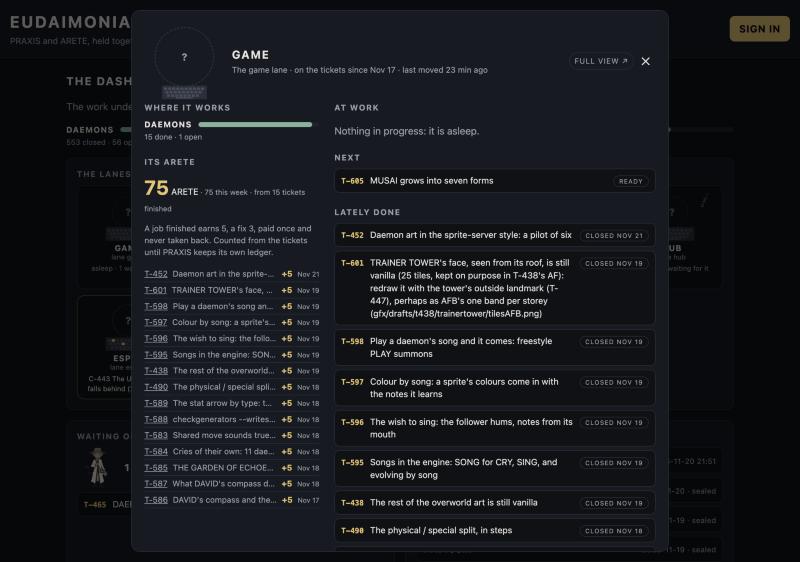 EUDAIMONIA
PRAXIS and ARETE, held toge
SIGN IN
THE DASH
The work unde
DAEMONS
553 closed · 56 op
THE LANES
GAM
lane g
asleep · 1 wa
ESP
lane es
C-443 The U
falls behind (
UB
waiting for it
WAITING O
1
T–465 DAE
-11-20 21:51
-20 · sealed
-11-19 · sealed
-11-19 · sealed
?
GAME
The game lane · on the tickets since Nov 17 · last moved 23 min ago
FULL VIEW ↗
WHERE IT WORKS
DAEMONS
15 done · 1 open
ITS ARETE
75 ARETE · 75 this week · from 15 tickets
finished
A job finished earns 5, a fix 3, paid once and
never taken back. Counted from the tickets
until PRAXIS keeps its own ledger.
T–452 Daemon art in the sprite-... +5 Nov 21
T–601 TRAINER TOWER's face, ... +5 Nov 19
T–598 Play a daemon's song an... +5 Nov 19
T–597 Colour by song: a sprite's... +5 Nov 19
T–596 The wish to sing: the follo... +5 Nov 19
T–595 Songs in the engine: SON... +5 Nov 19
T–438 The rest of the overworld... +5 Nov 19
T–490 The physical / special spli... +5 Nov 18
T–589 The stat arrow by type: t... +5 Nov 18
T–588 checkgenerators --writes... +5 Nov 18
T–583 Shared move sounds true... +5 Nov 18
T–584 Cries of their own: 11 dae... +5 Nov 18
T–585 THE GARDEN OF ECHOE... +5 Nov 18
T–587 What DAVID's compass d... +5 Nov 18
T–586 DAVID's compass and the... +5 Nov 17
AT WORK
Nothing in progress: it is asleep.
NEXT
T–605 MUSAI grows into seven forms READY
LATELY DONE
T–452 Daemon art in the sprite-server style: a pilot of six CLOSED NOV 21
T–601 TRAINER TOWER's face, seen from its roof, is still CLOSED NOV 19
vanilla (25 tiles, kept on purpose in T-438's AF):
redraw it with the tower's outside landmark (T-
447), perhaps as AFB's one band per storey
(gfx/drafts/t438/trainertower/tilesAFB.png)
T–598 Play a daemon's song and it comes: freestyle CLOSED NOV 19
PLAY summons
T–597 Colour by song: a sprite's colours come in with CLOSED NOV 19
the notes it learns
T–596 The wish to sing: the follower hums, notes from its CLOSED NOV 19
mouth
T–595 Songs in the engine: SONG for CRY, SING, and CLOSED NOV 19
evolving by song
T–438 The rest of the overworld art is still vanilla CLOSED NOV 19
T–490 The physical / special split, in steps CLOSED NOV 18